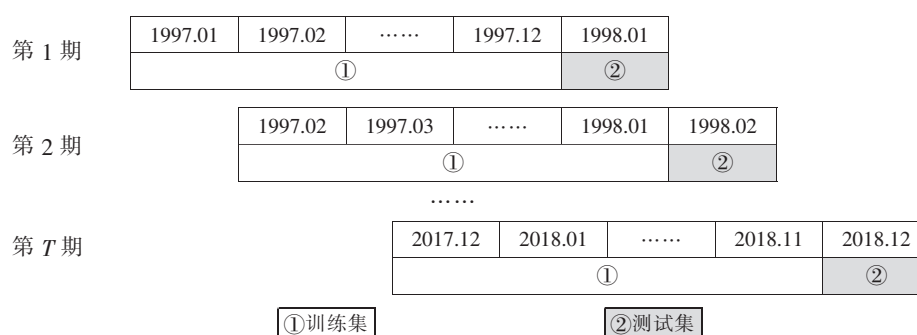 第 1 期
1997.01 1997.02 …… 1997.12 1998.01
① ②
第 2 期
1997.02 1997.03 …… 1998.01 1998.02
① ②
……
第 T 期
2017.12 2018.01 …… 2018.11 2018.12
① ②
①训练集 ②测试集